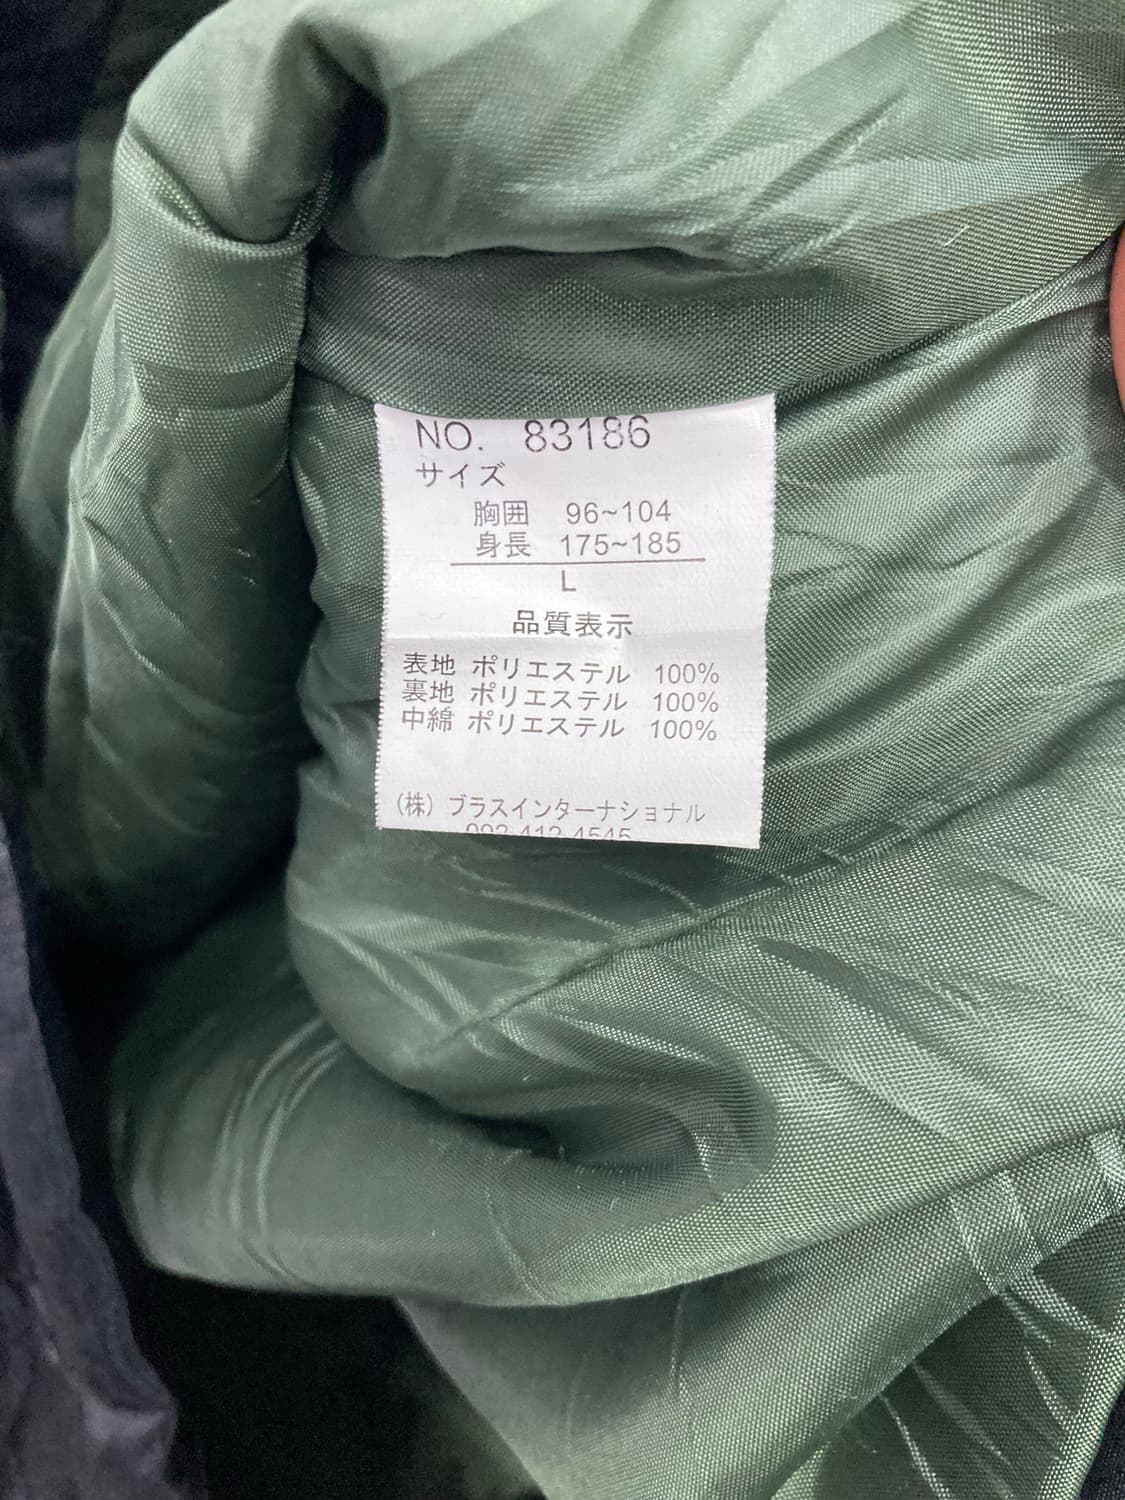 NO. 83186
サイズ
胸囲 96~104
身長 175~185
L
品質表示
表地 ポリエステル 100%
裏地 ポリエステル 100%
中綿 ポリエステル 100%
(株) ブラスインターナショナル
092-412-4545